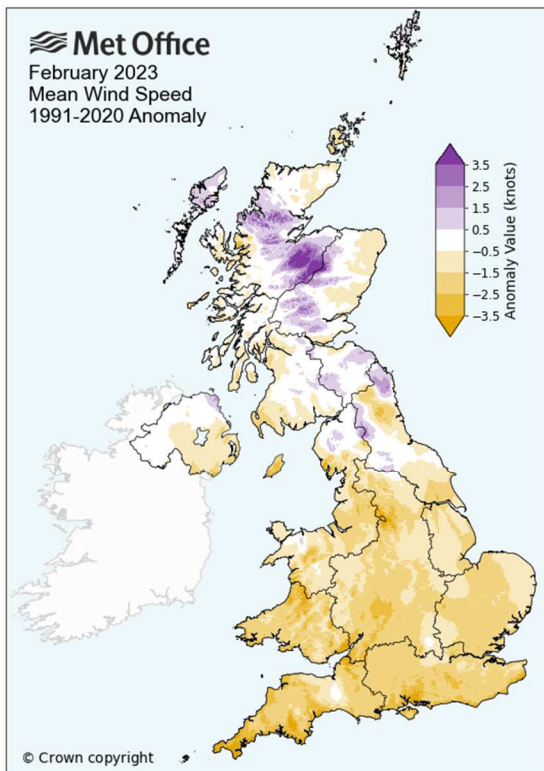 Met Office
February 2023
Mean Wind Speed
1991-2020 Anomaly
3.5
2.5
1.5
0.5
−0.5
−1.5
−2.5
−3.5
Anomaly Value (knots)
© Crown copyright